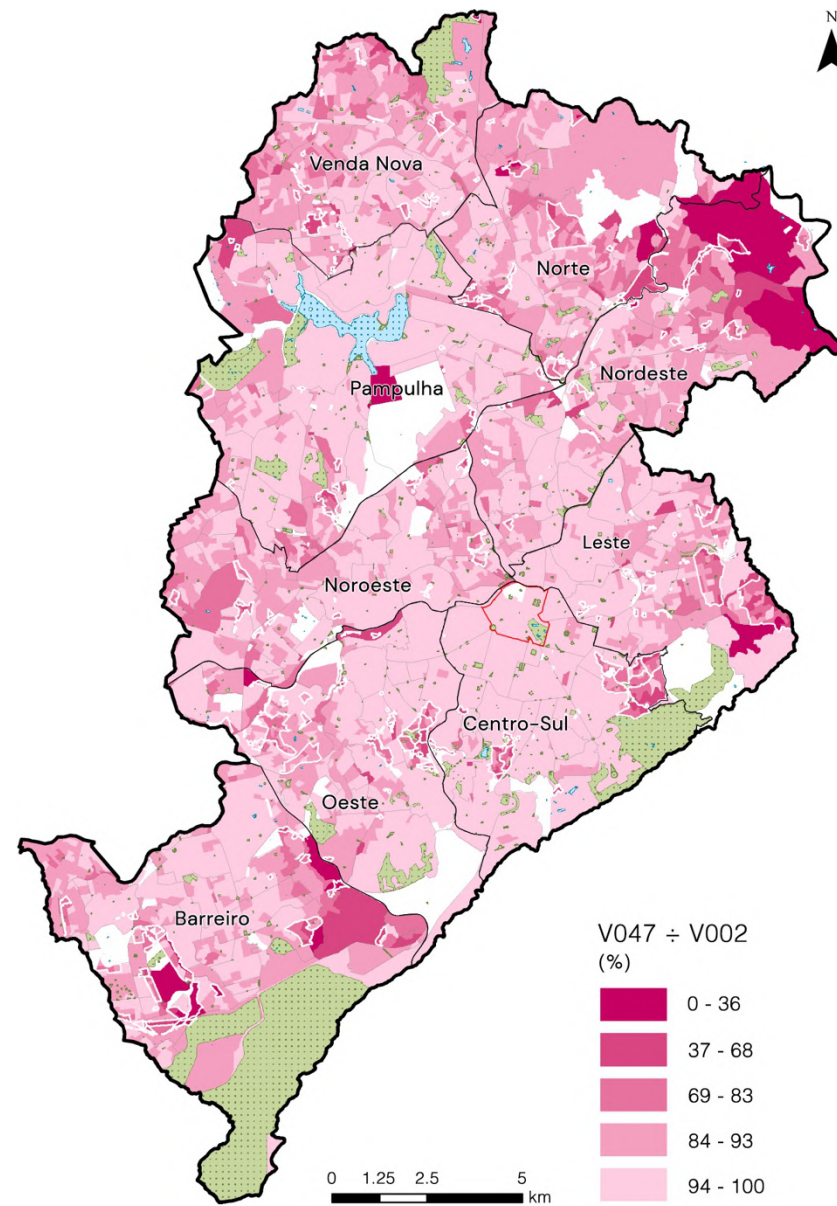 N
Venda Nova
Norte
Nordeste
Pampulha
Leste
Noroeste
Centro-Sul
Oeste
Barreiro
V047 ÷ V002
(%)
0 - 36
37 - 68
69 - 83
84 - 93
94 - 100
0 1.25 2.5 5
km